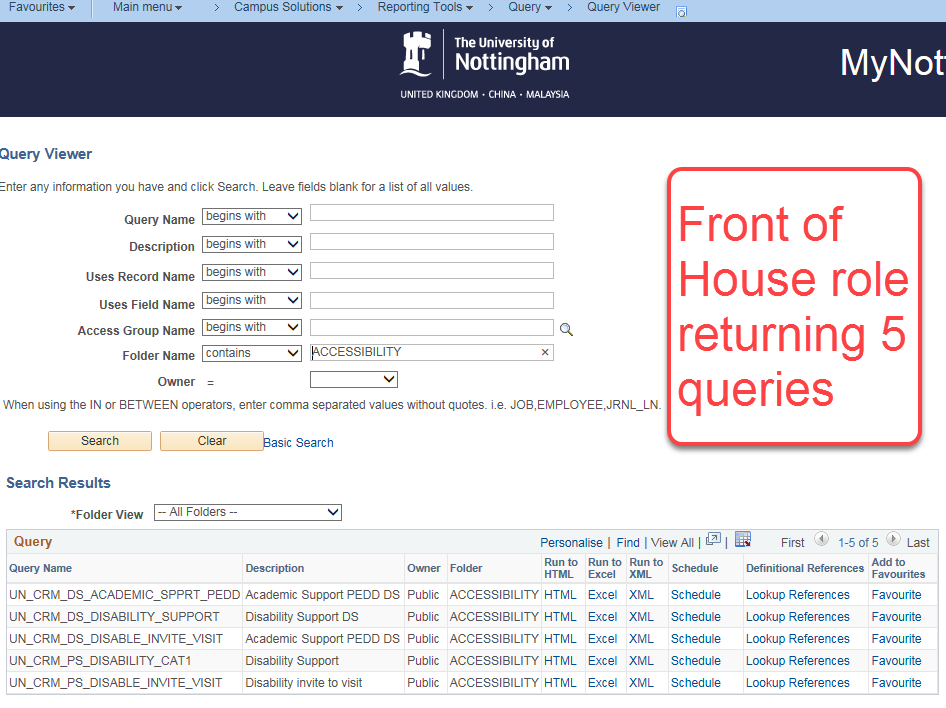 Favourites Main menu > Campus Solutions > Reporting Tools > Query > Query Viewer
The University of
Nottingham
UNITED KINGDOM · CHINA · MALAYSIA
MyNott
Query Viewer
Enter any information you have and click Search. Leave fields blank for a list of all values.
Query Name begins with
Description begins with
Uses Record Name begins with
Uses Field Name begins with
Access Group Name begins with
Folder Name contains ACCESSIBILITY ×
Owner =
When using the IN or BETWEEN operators, enter comma separated values without quotes. i.e. JOB,EMPLOYEE,JRNL_LN.
Search Clear Basic Search
Front of
House role
returning 5
queries
Search Results
*Folder View -- All Folders --
Query Personalise | Find | View All | | First 1-5 of 5 Last
Query Name Description Owner Folder Run to HTML Run to Excel Run to XML Schedule Definitional References Add to Favourites
UN_CRM_DS_ACADEMIC_SPPRT_PEDD Academic Support PEDD DS Public ACCESSIBILITY HTML Excel XML Schedule Lookup References Favourite
UN_CRM_DS_DISABILITY_SUPPORT Disability Support DS Public ACCESSIBILITY HTML Excel XML Schedule Lookup References Favourite
UN_CRM_DS_DISABLE_INVITE_VISIT Academic Support PEDD DS Public ACCESSIBILITY HTML Excel XML Schedule Lookup References Favourite
UN_CRM_PS_DISABILITY_CAT1 Disability Support Public ACCESSIBILITY HTML Excel XML Schedule Lookup References Favourite
UN_CRM_PS_DISABLE_INVITE_VISIT Disability invite to visit Public ACCESSIBILITY HTML Excel XML Schedule Lookup References Favourite